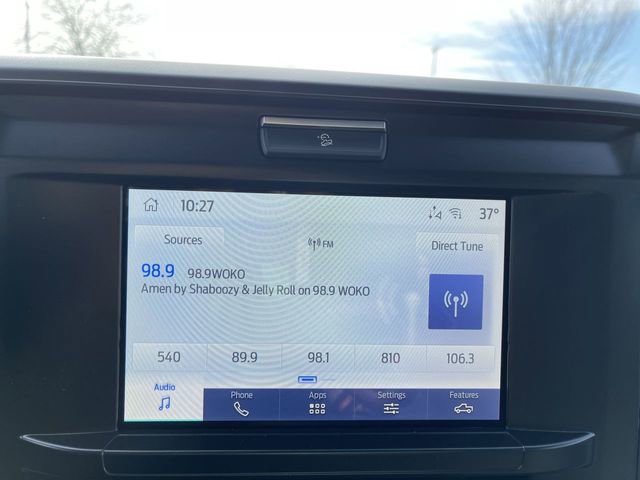 10:27 37°
Sources FM Direct Tune
98.9 98.9WOKO
Amen by Shaboozy & Jelly Roll on 98.9 WOKO
540 89.9 98.1 810 106.3
Audio Phone Apps Settings Features